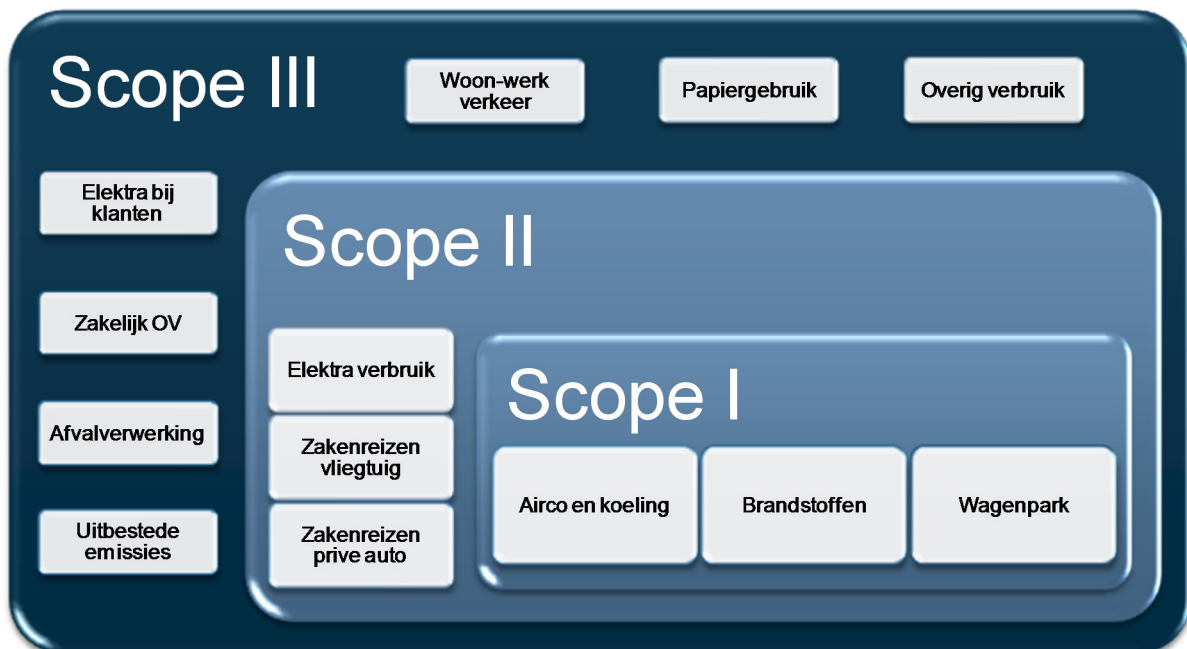 Scope III
Woon-werk
verkeer
Papiergebruik
Overig verbruik
Elektra bij
klanten
Zakelijk OV
Afvalverwerking
Uitbestede
emissies
Scope II
Elektra verbruik
Zakenreizen
vliegtuig
Zakenreizen
prive auto
Scope I
Airco en koeling
Brandstoffen
Wagenpark